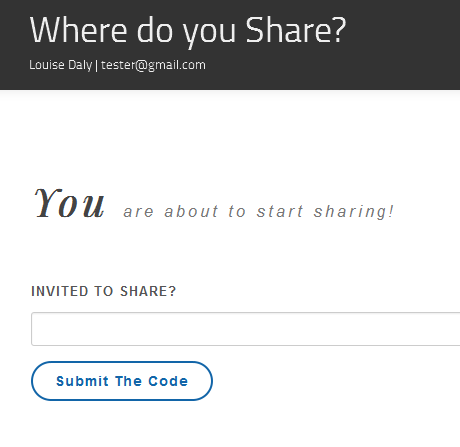 Where do you Share?
Louise Daly | tester@gmail.com
You are about to start sharing!
INVITED TO SHARE?
Submit The Code